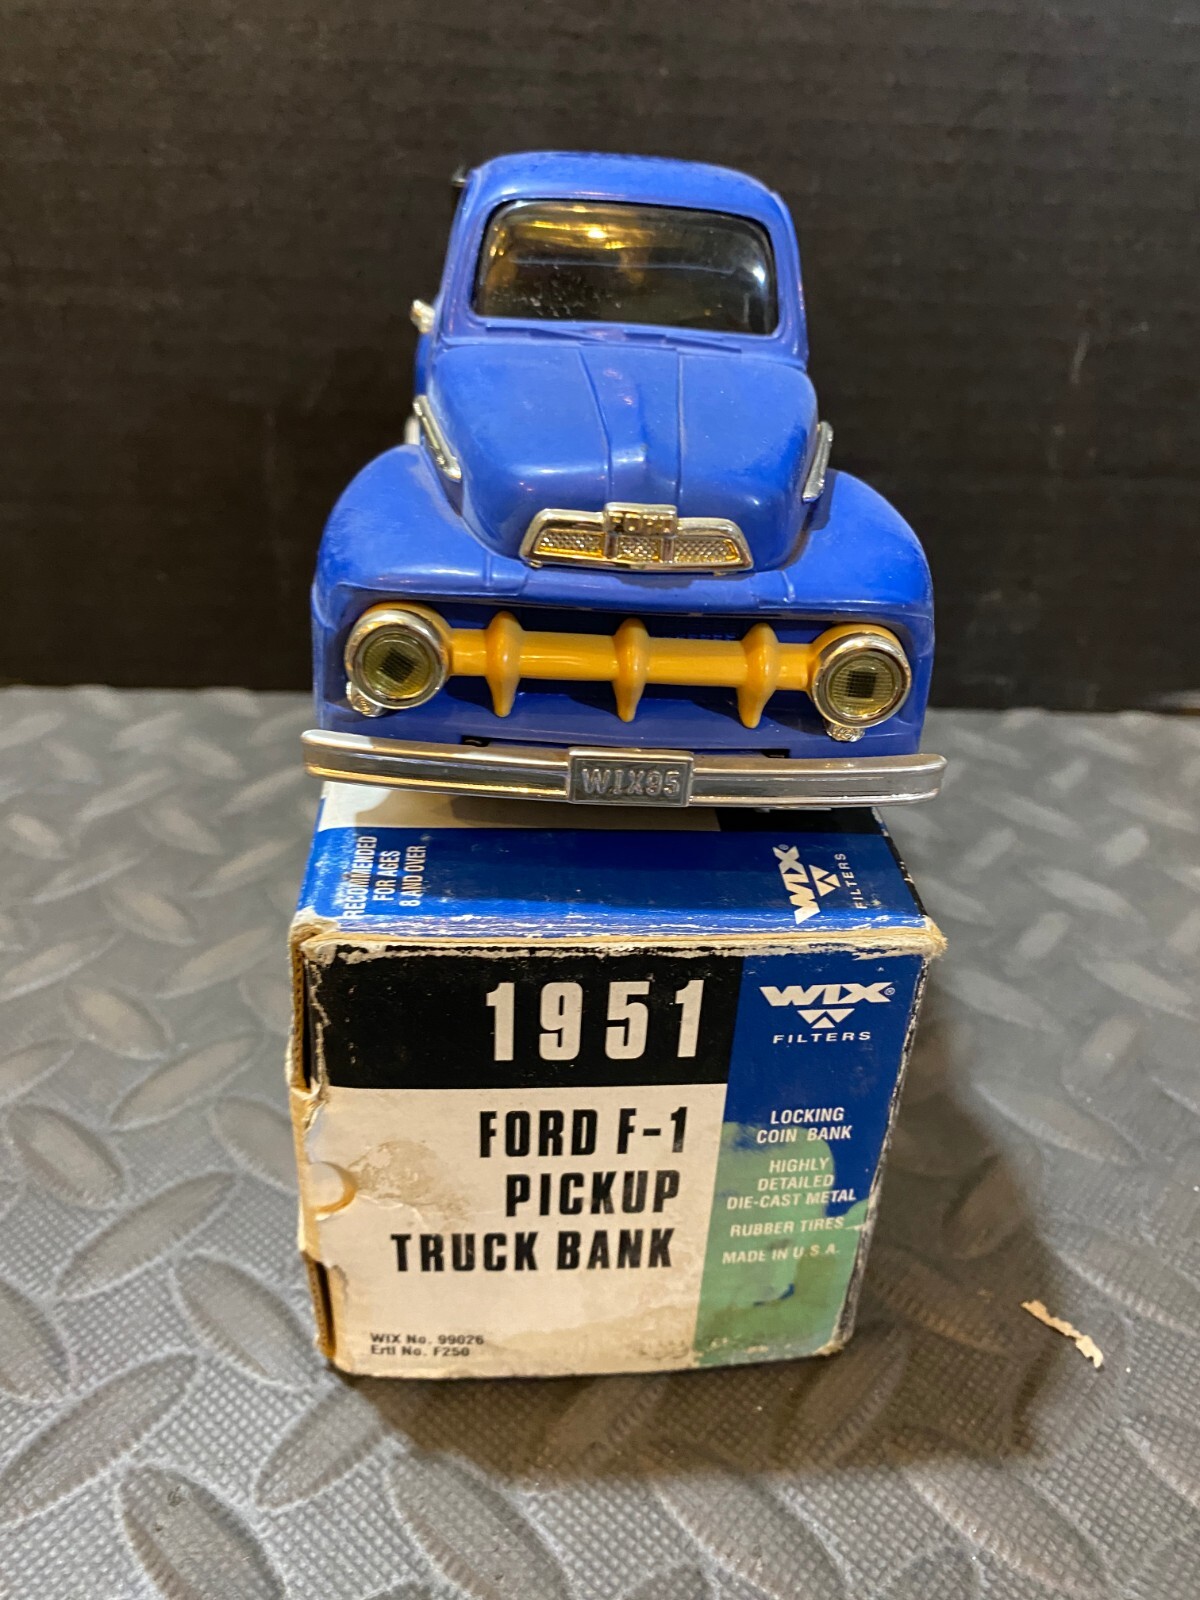 FORD
WIX95
RECOMMENDED
FOR AGES
8 AND OVER
WIX®
FILTERS
1951
FORD F-1
PICKUP
TRUCK BANK
WIX No. 99026
Ertl No. F250
WIX®
FILTERS
LOCKING
COIN BANK
HIGHLY
DETAILED
DIE-CAST METAL
RUBBER TIRES
MADE IN U.S.A.